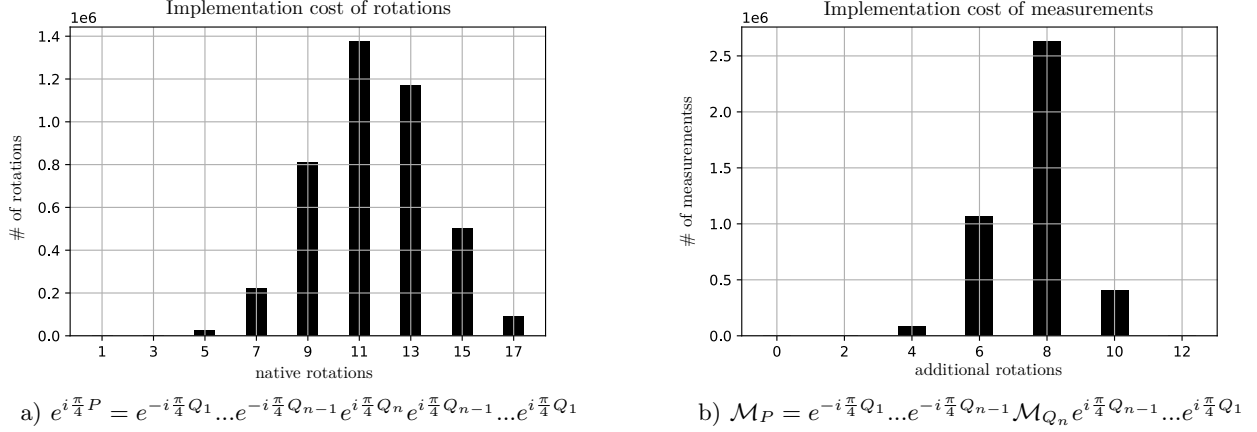 Implementation cost of rotations
1e6
1.4
1.2
1.0
0.8
0.6
0.4
0.2
0.0
# of rotations
1 3 5 7 9 11 13 15 17
native rotations
a) $e^{i\frac{\pi}{4}P} = e^{-i\frac{\pi}{4}Q_1}...e^{-i\frac{\pi}{4}Q_{n-1}}e^{i\frac{\pi}{4}Q_n}e^{i\frac{\pi}{4}Q_{n-1}}...e^{i\frac{\pi}{4}Q_1}$
Implementation cost of measurements
1e6
2.5
2.0
1.5
1.0
0.5
0.0
# of measurementss
0 2 4 6 8 10 12
additional rotations
b) $\mathcal{M}_P = e^{-i\frac{\pi}{4}Q_1}...e^{-i\frac{\pi}{4}Q_{n-1}}\mathcal{M}_{Q_n}e^{i\frac{\pi}{4}Q_{n-1}}...e^{i\frac{\pi}{4}Q_1}$